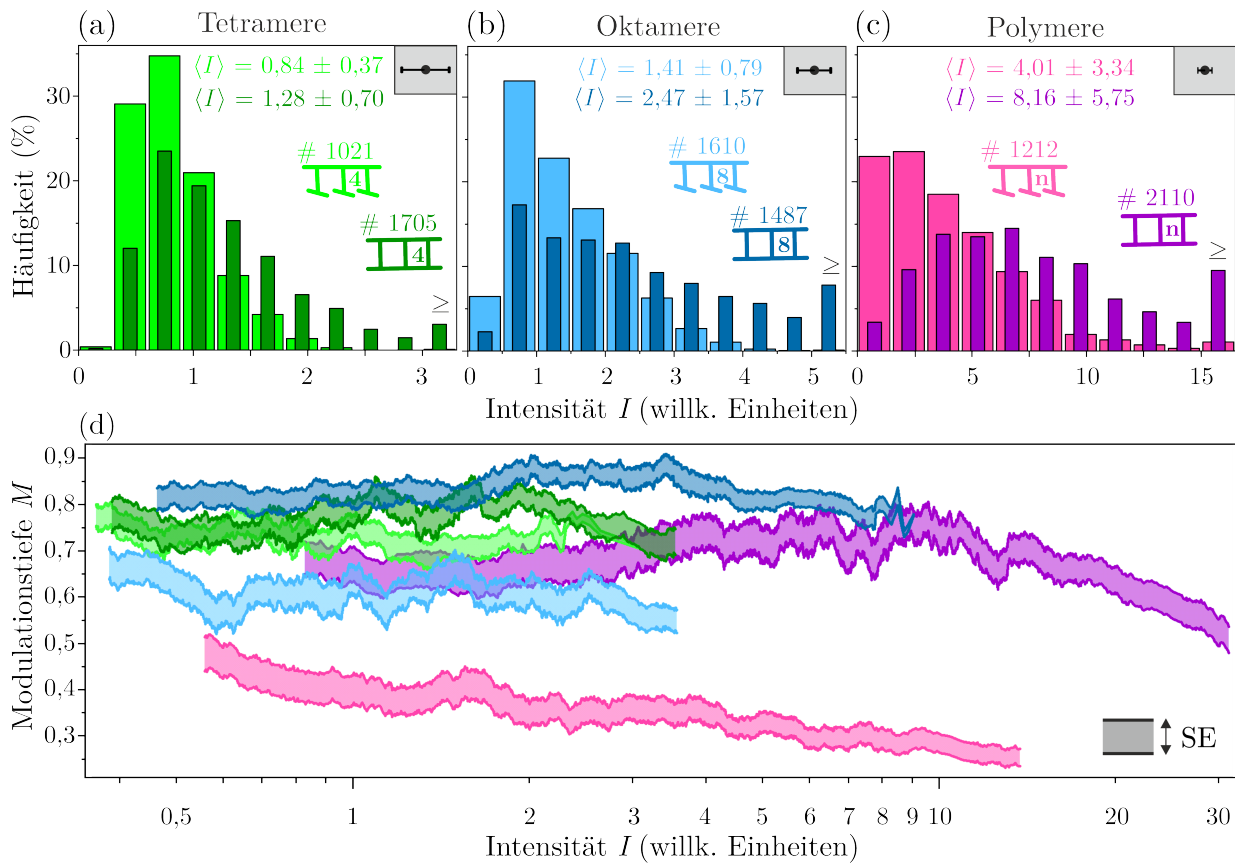 (a) Tetramere
(b) Oktamere
(c) Polymere
Häufigkeit (%)
30
20
10
0
⟨I⟩ = 0,84 ± 0,37
⟨I⟩ = 1,28 ± 0,70
# 1021
4
# 1705
4
≥
0 1 2 3
⟨I⟩ = 1,41 ± 0,79
⟨I⟩ = 2,47 ± 1,57
# 1610
8
# 1487
8
≥
0 1 2 3 4 5
⟨I⟩ = 4,01 ± 3,34
⟨I⟩ = 8,16 ± 5,75
# 1212
n
# 2110
n
≥
0 5 10 15
Intensität I (willk. Einheiten)
(d)
Modulationstiefe M
0,9
0,8
0,7
0,6
0,5
0,4
0,3
SE
0,5 1 2 3 4 5 6 7 8 9 10 20 30
Intensität I (willk. Einheiten)